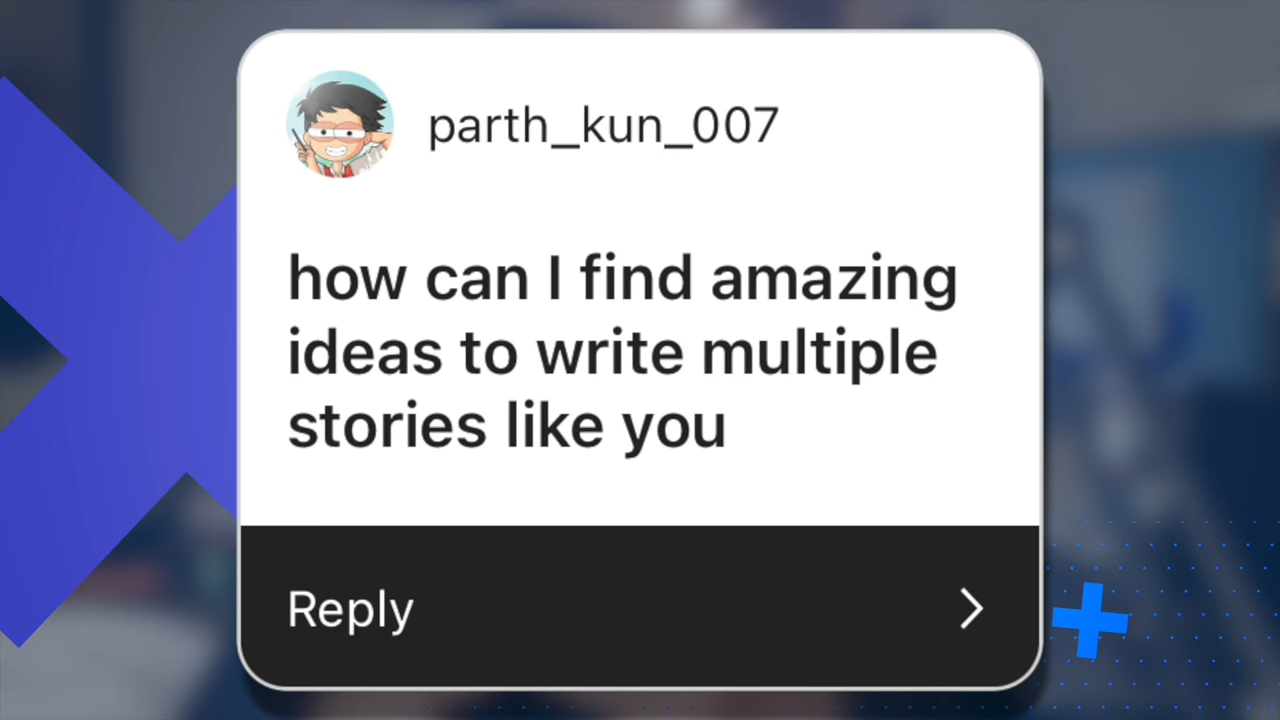 parth_kun_007
how can I find amazing
ideas to write multiple
stories like you
Reply